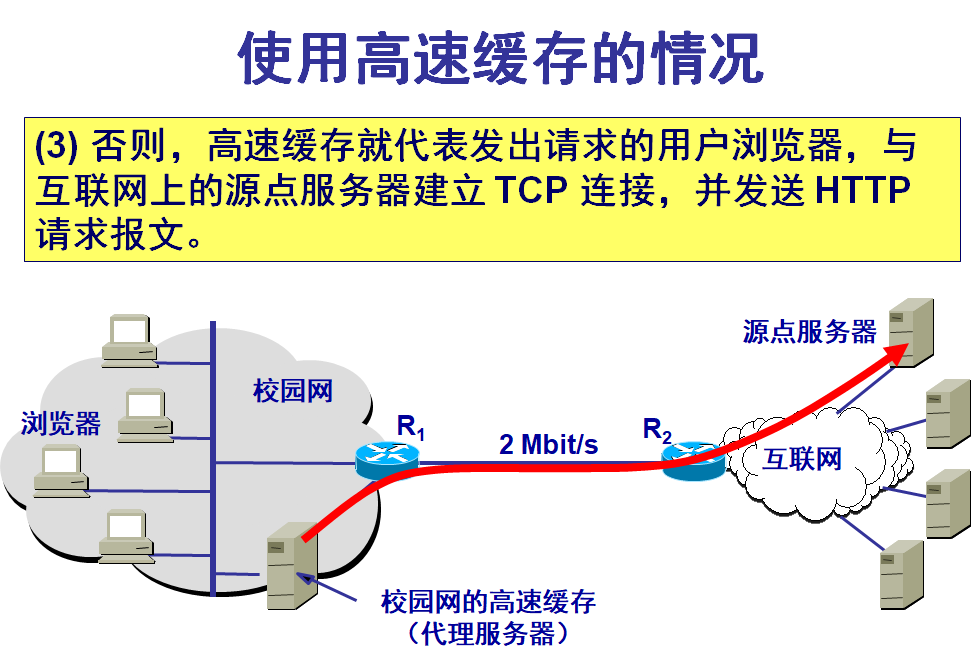 使用高速缓存的情况
(3) 否则，高速缓存就代表发出请求的用户浏览器，与
互联网上的源点服务器建立 TCP 连接，并发送 HTTP
请求报文。
源点服务器
校园网
浏览器
R1
2 Mbit/s
R2
互联网
校园网的高速缓存
（代理服务器）